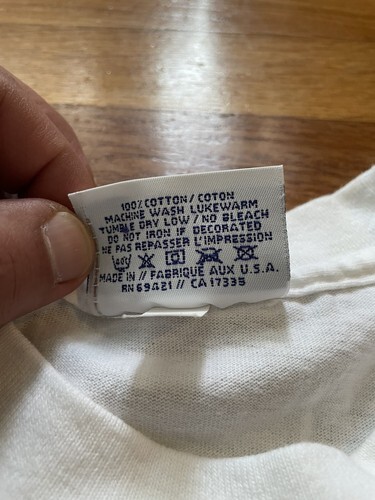 100% COTTON / COTON
MACHINE WASH LUKEWARM
TUMBLE DRY LOW / NO BLEACH
DO NOT IRON IF DECORATED
NE PAS REPASSER L'IMPRESSION
MADE IN // FABRIQUE AUX U.S.A.
RN 69421 // CA 17335